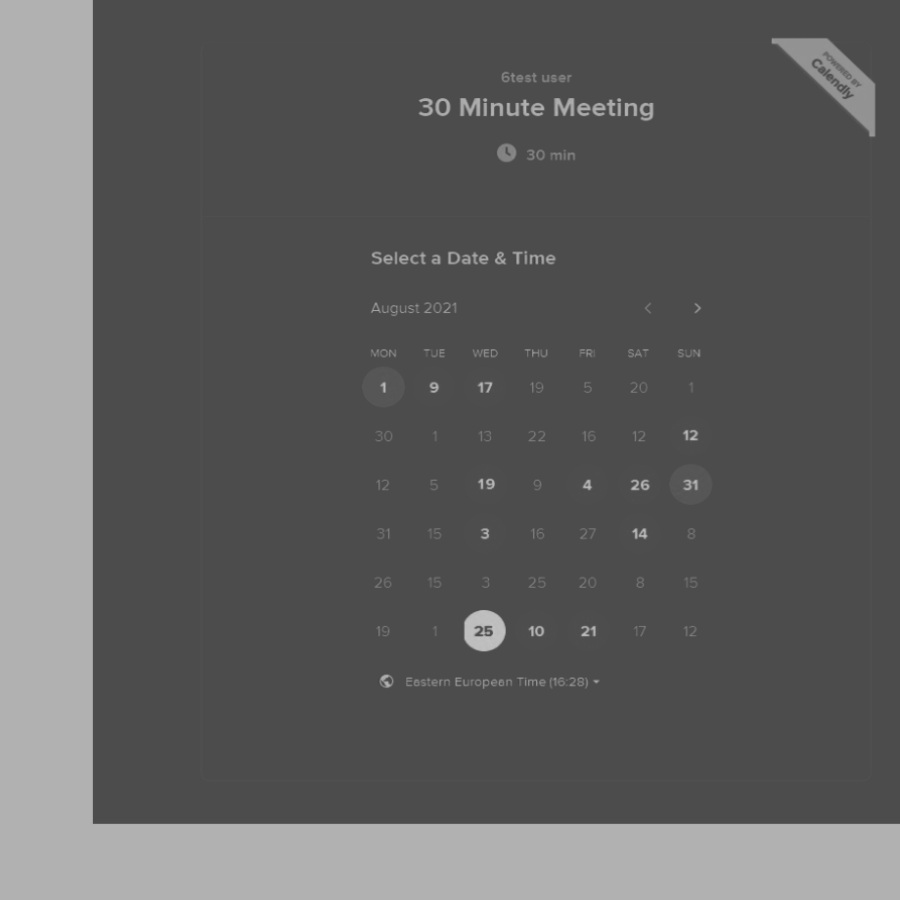 POWERED BY
Calendly
6test user
30 Minute Meeting
30 min
Select a Date & Time
August 2021
MON TUE WED THU FRI SAT SUN
1 9 17 19 5 20 1
30 1 13 22 16 12 12
12 5 19 9 4 26 31
31 15 3 16 27 14 8
26 15 3 25 20 8 15
19 1 25 10 21 17 12
Eastern European Time (16:28)